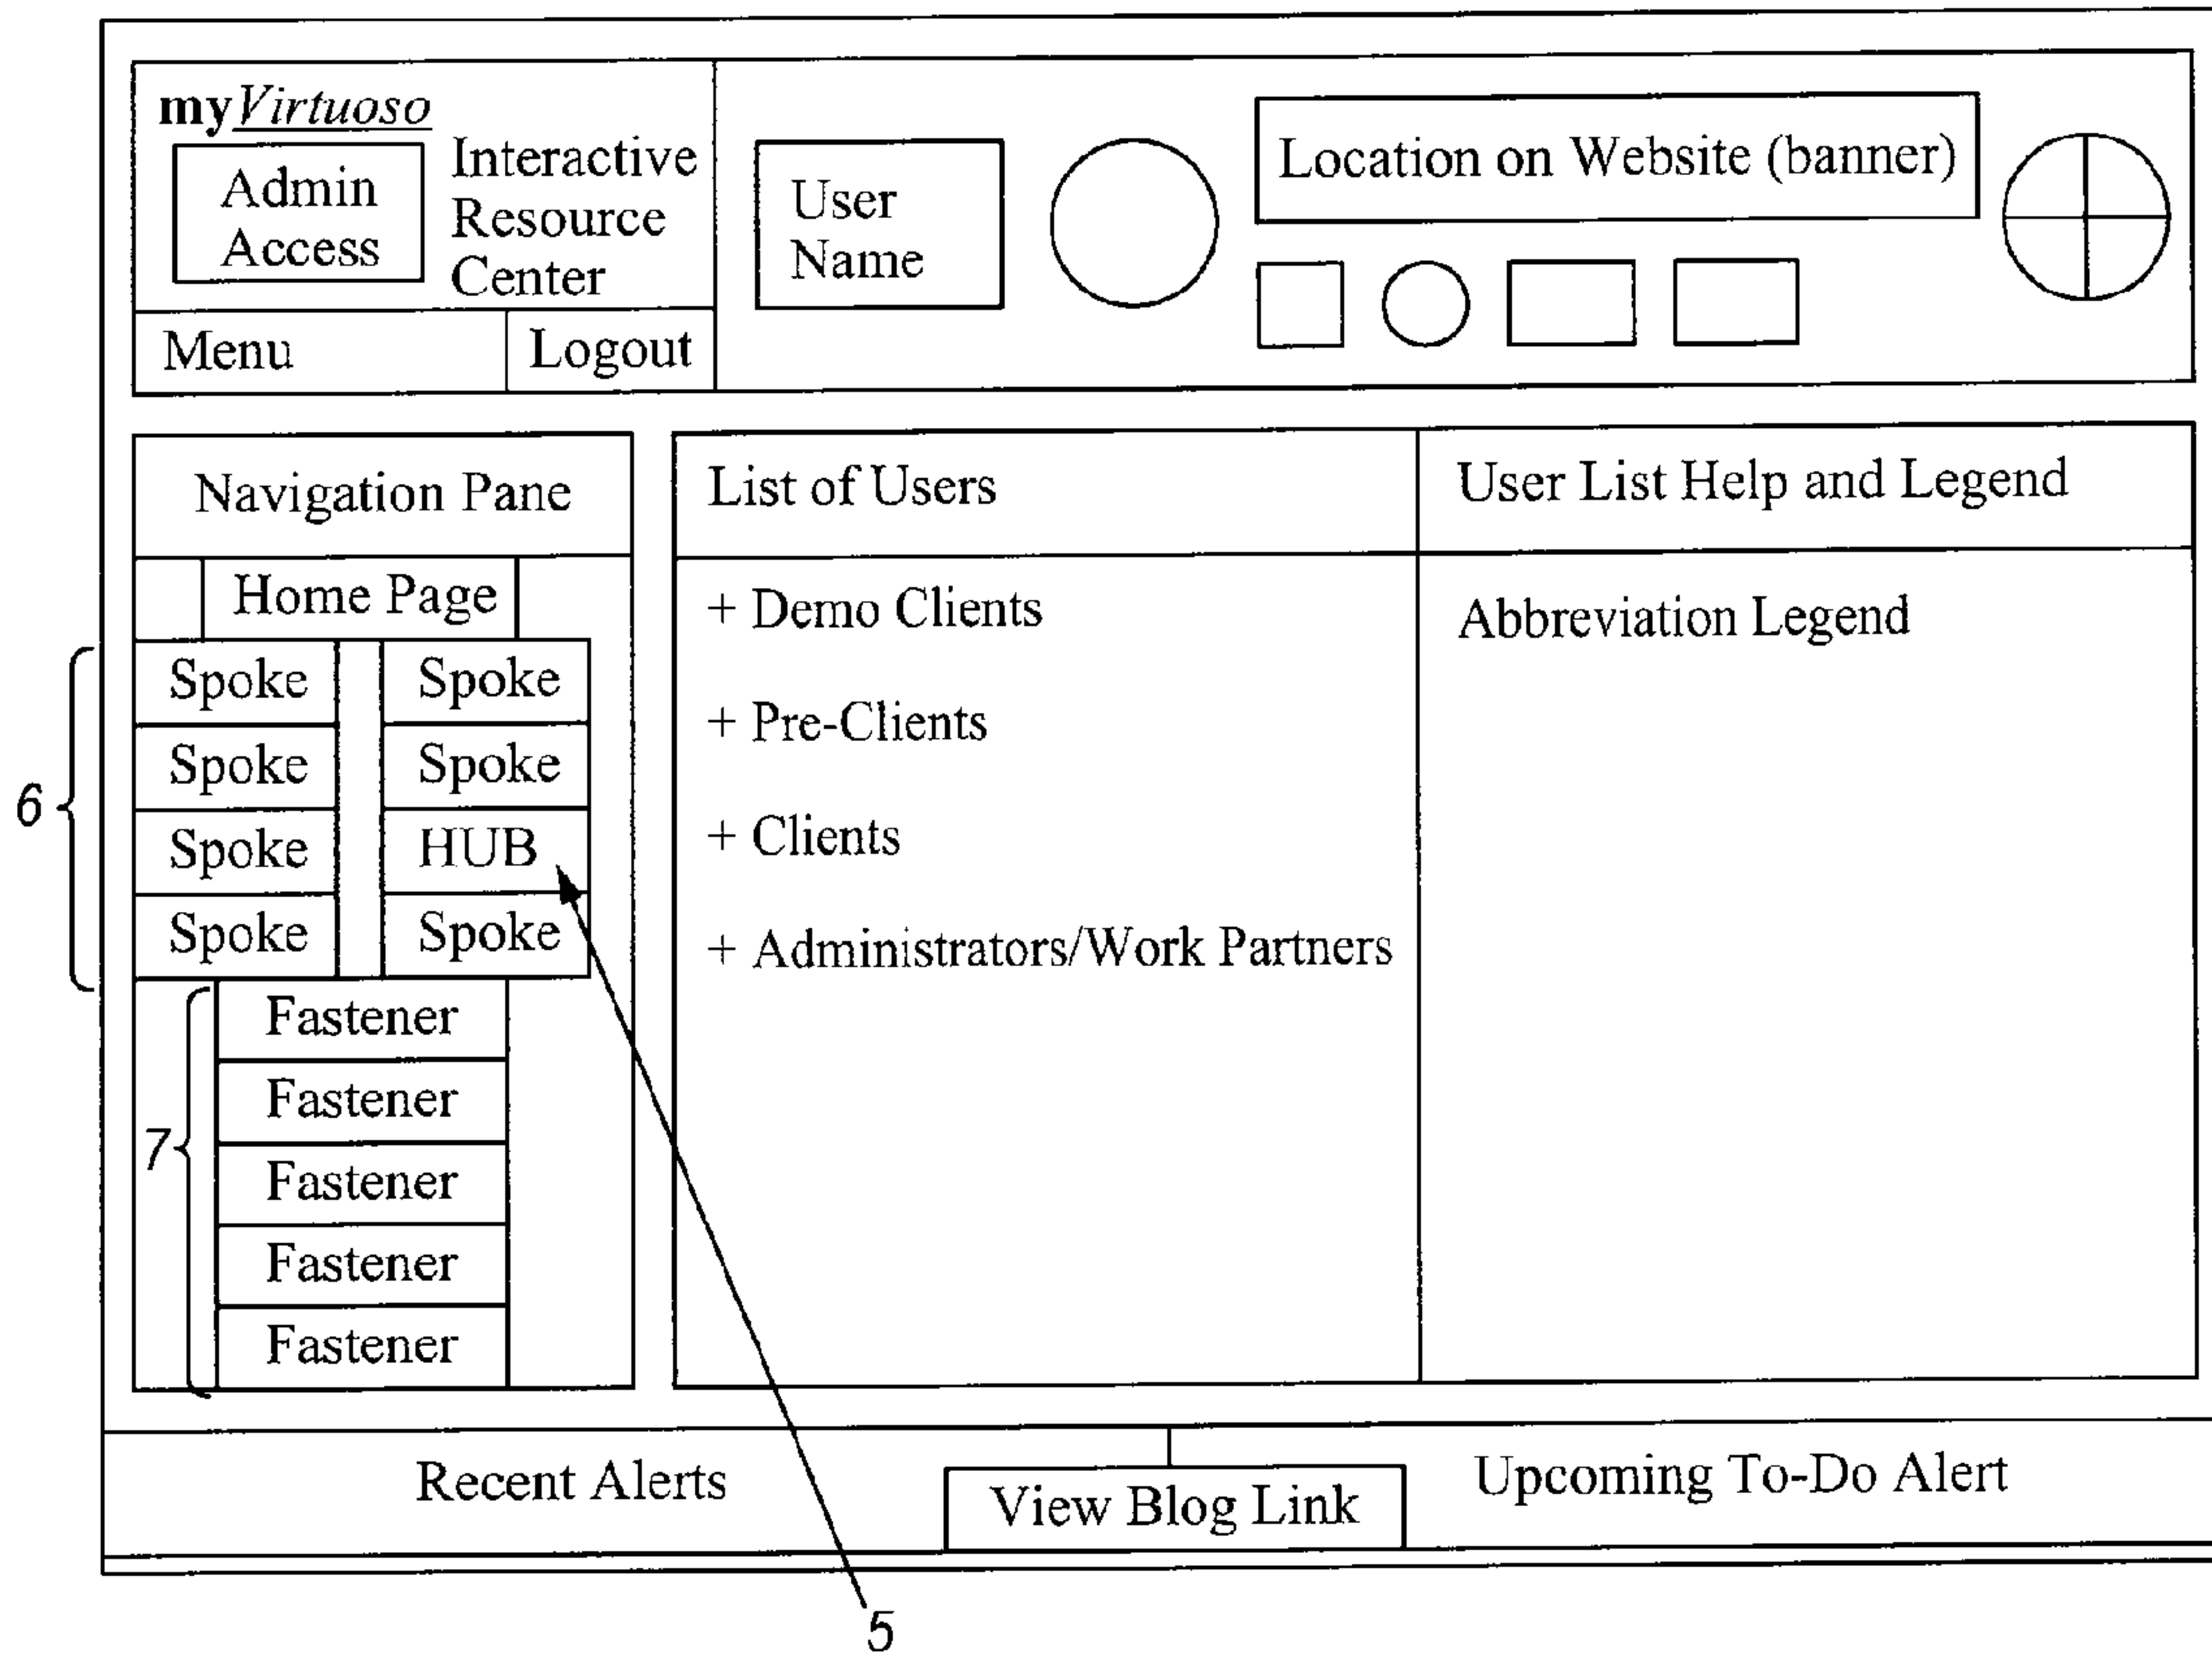 myVirtuoso
Admin
Access
Interactive
Resource
Center
Menu
Logout
User
Name
Location on Website (banner)
Navigation Pane
Home Page
Spoke Spoke
Spoke Spoke
Spoke HUB
Spoke Spoke
Fastener
Fastener
Fastener
Fastener
Fastener
6
7
List of Users
+ Demo Clients
+ Pre-Clients
+ Clients
+ Administrators/Work Partners
User List Help and Legend
Abbreviation Legend
Recent Alerts
View Blog Link
Upcoming To-Do Alert
5